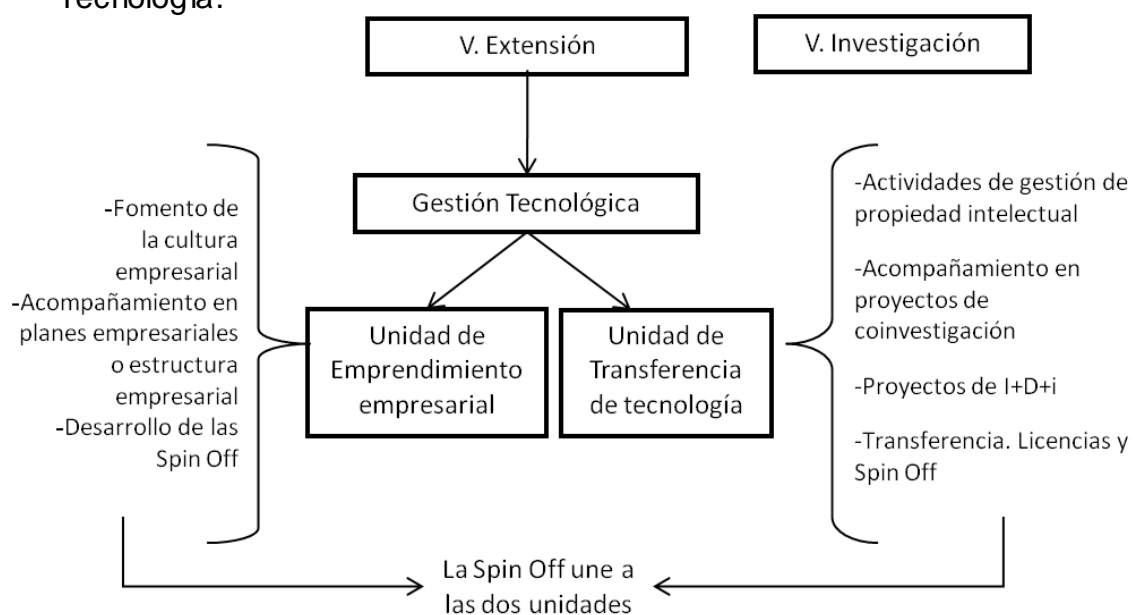 Tecnología.
V. Extensión
V. Investigación
Gestión Tecnológica
-Fomento de
la cultura
empresarial
-Acompañamiento en
planes empresariales
o estructura
empresarial
-Desarrollo de las
Spin Off
Unidad de
Emprendimiento
empresarial
Unidad de
Transferencia
de tecnología
-Actividades de gestión de
propiedad intelectual
-Acompañamiento en
proyectos de
coinvestigación
-Proyectos de I+D+i
-Transferencia. Licencias y
Spin Off
La Spin Off une a
las dos unidades